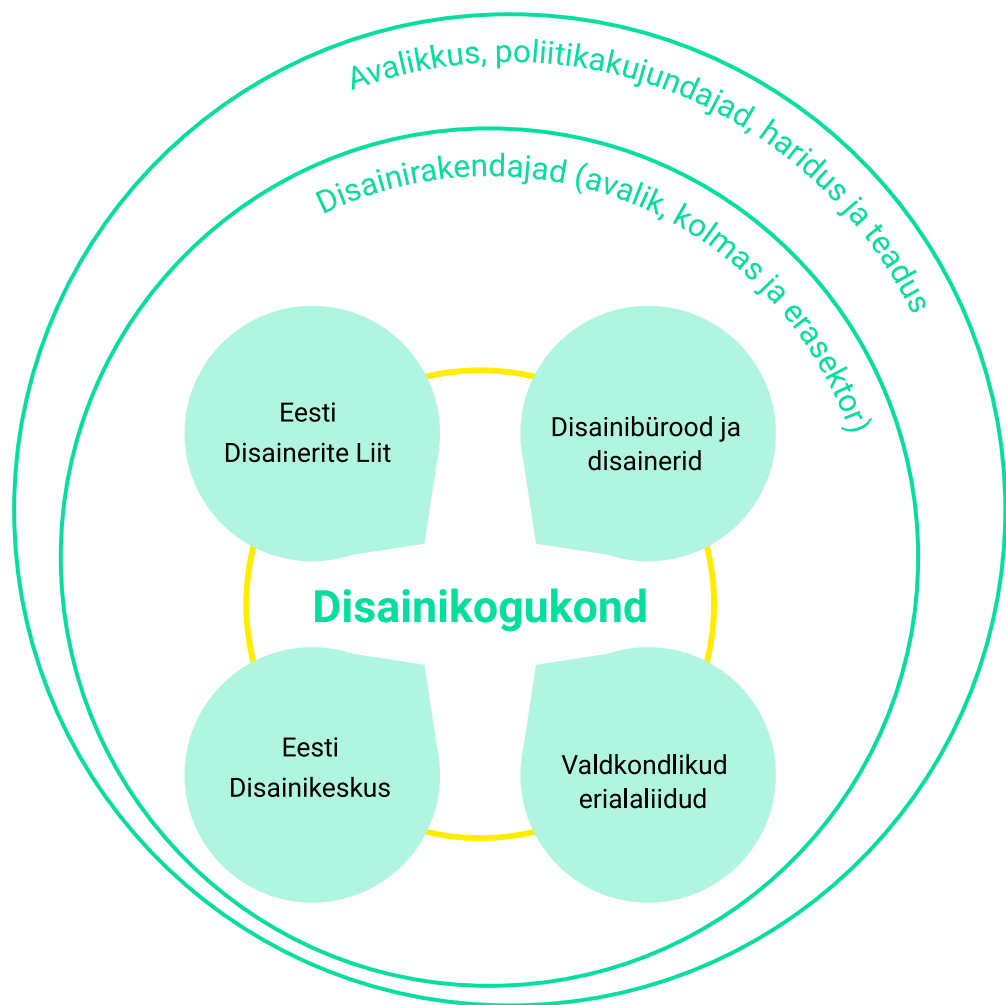 Avalikkus, poliitikakujundajad, haridus ja teadus
Disainirakendajad (avalik, kolmas ja erasektor)
Eesti
Disainerite Liit
Disainibürood ja
disainerid
Disainikogukond
Eesti
Disainikeskus
Valdkondlikud
erialaliidud